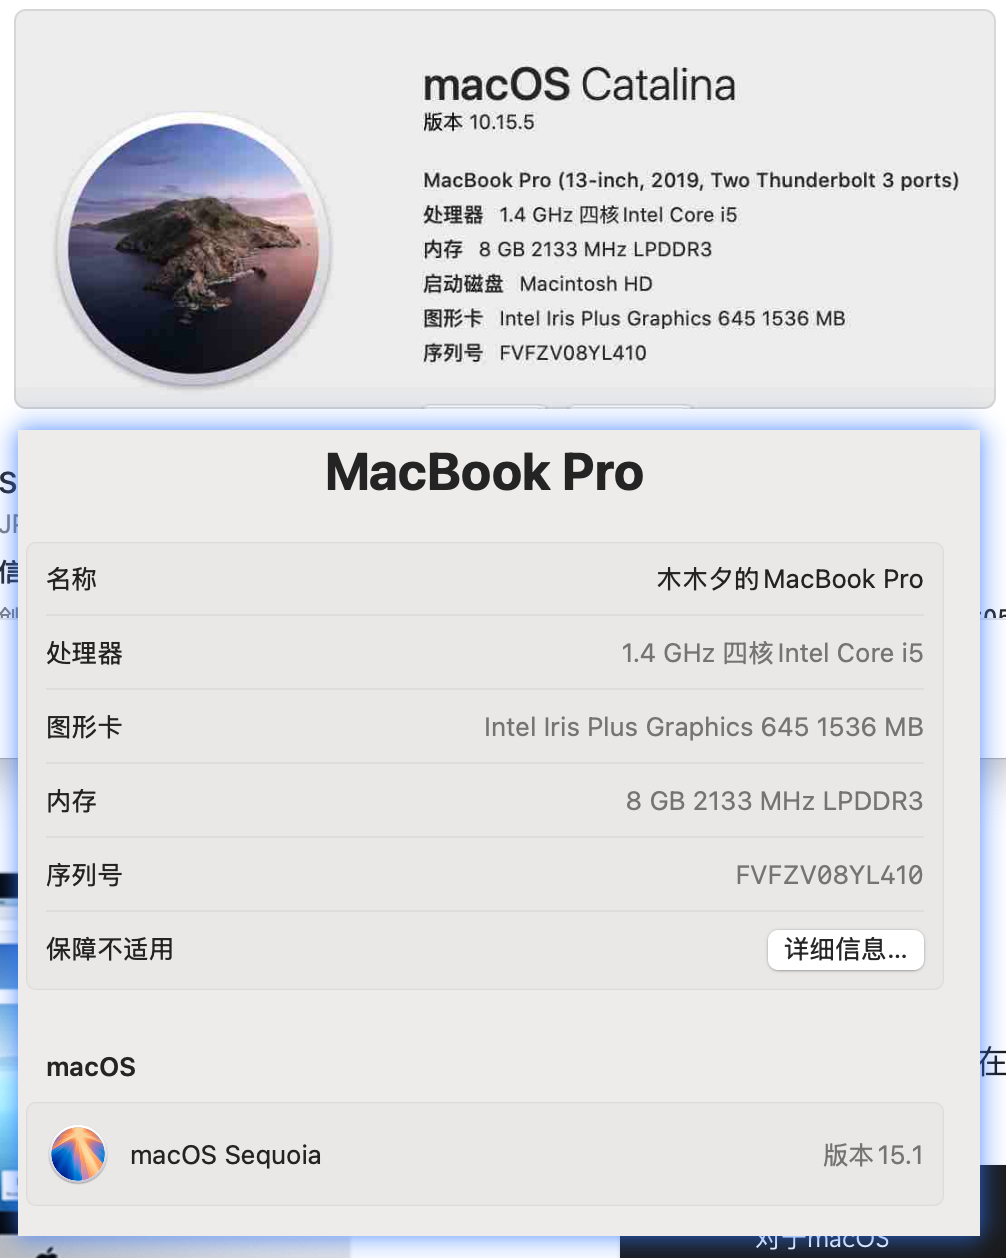 macOS Catalina
版本 10.15.5
MacBook Pro (13-inch, 2019, Two Thunderbolt 3 ports)
处理器 1.4 GHz 四核Intel Core i5
内存 8 GB 2133 MHz LPDDR3
启动磁盘 Macintosh HD
图形卡 Intel Iris Plus Graphics 645 1536 MB
序列号 FVFZV08YL410
MacBook Pro
名称 木木夕的MacBook Pro
处理器 1.4 GHz 四核Intel Core i5
图形卡 Intel Iris Plus Graphics 645 1536 MB
内存 8 GB 2133 MHz LPDDR3
序列号 FVFZV08YL410
保障不适用 详细信息...
在
macOS
macOS Sequoia 版本 15.1
对于macOS